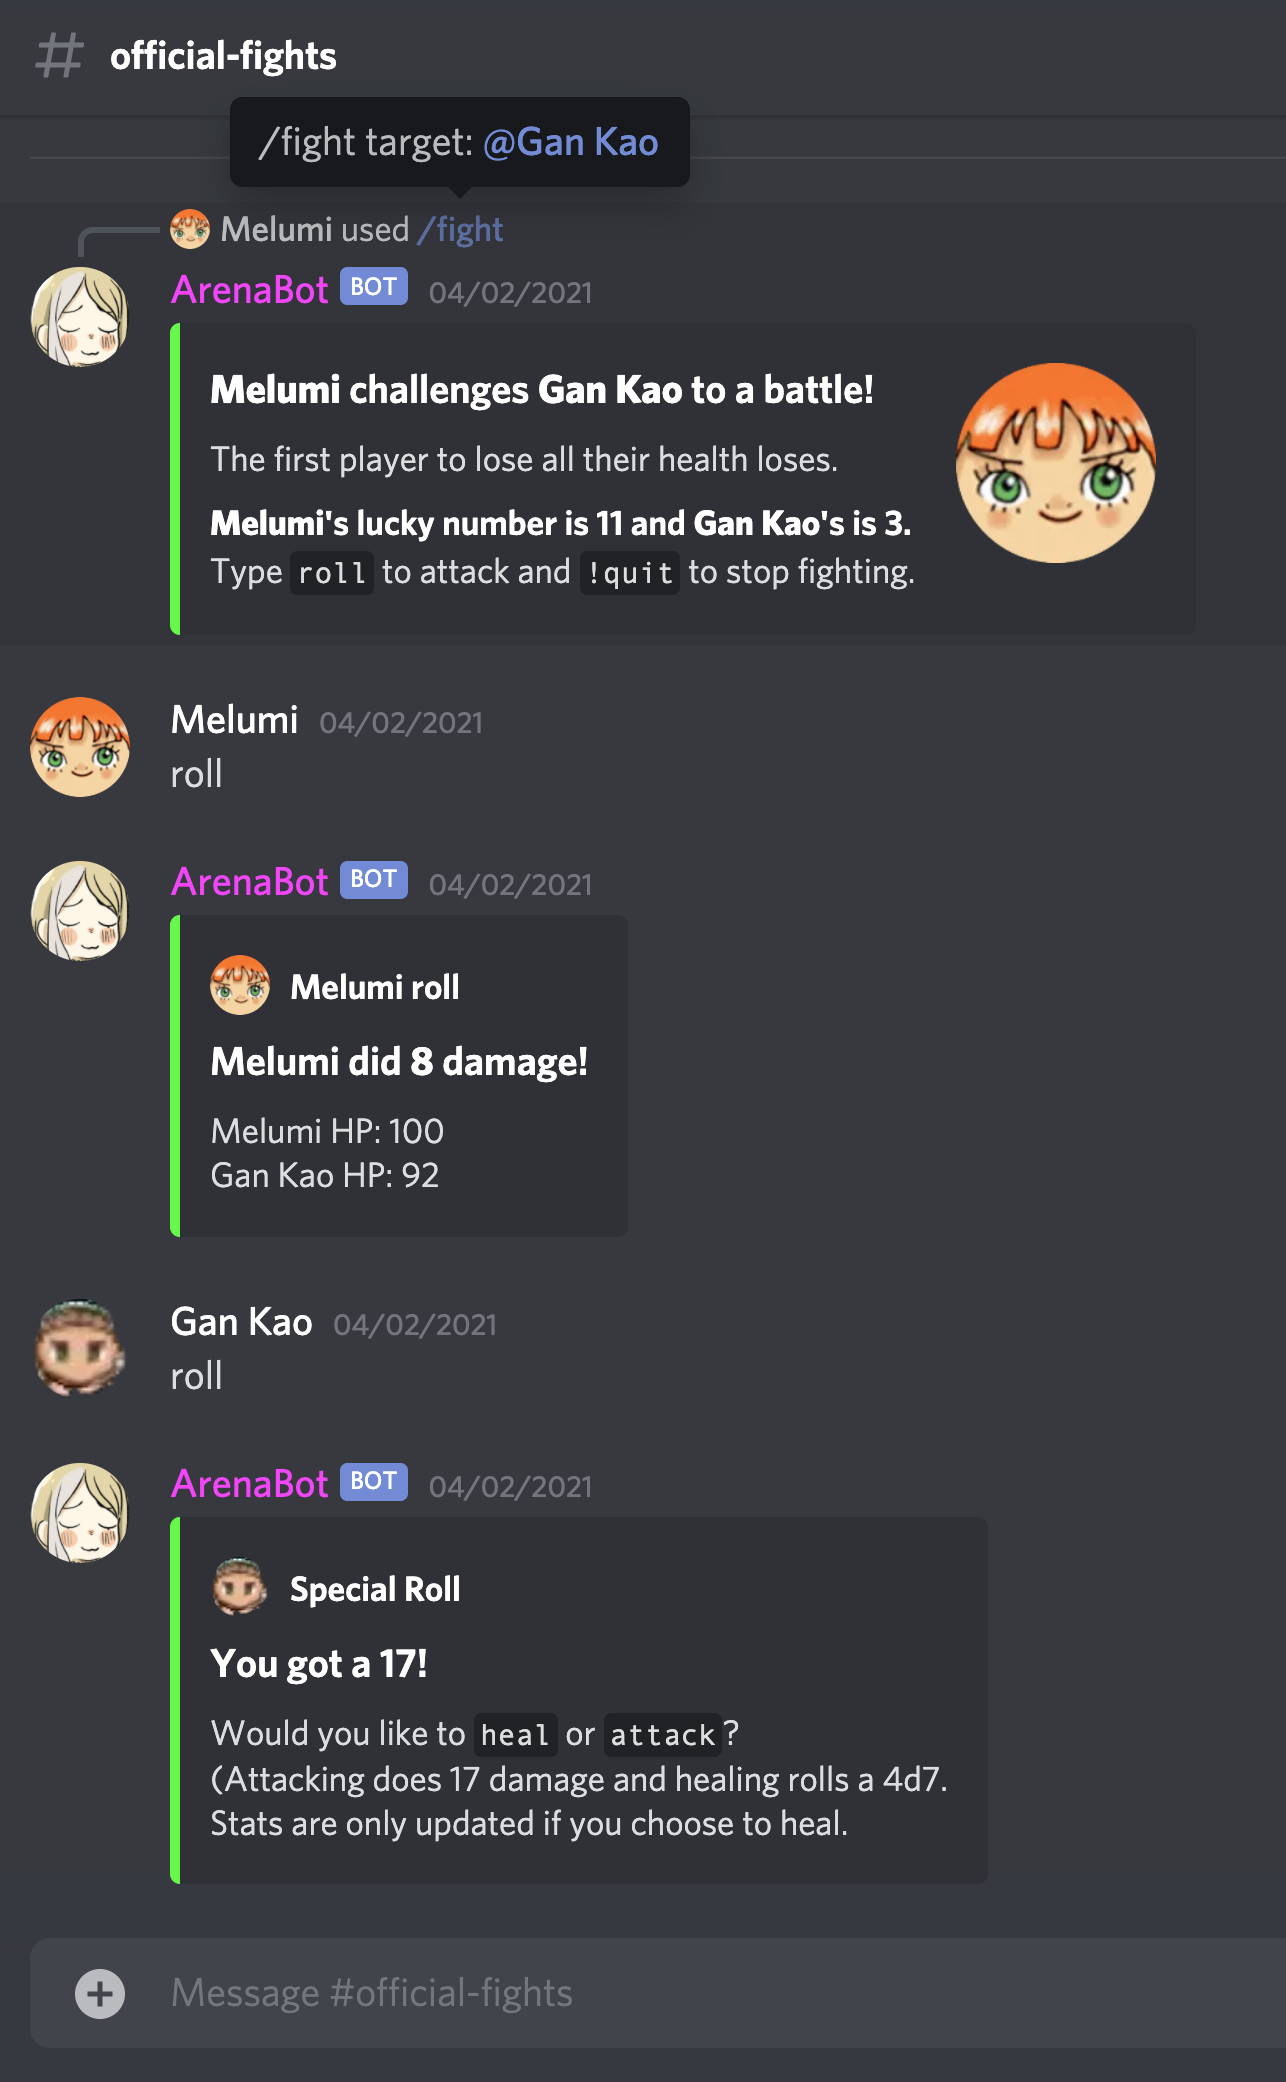 # official-fights
/fight target: @Gan Kao
Melumi used /fight
ArenaBot BOT 04/02/2021
Melumi challenges Gan Kao to a battle!
The first player to lose all their health loses.
Melumi's lucky number is 11 and Gan Kao's is 3.
Type roll to attack and !quit to stop fighting.
Melumi 04/02/2021
roll
ArenaBot BOT 04/02/2021
Melumi roll
Melumi did 8 damage!
Melumi HP: 100
Gan Kao HP: 92
Gan Kao 04/02/2021
roll
ArenaBot BOT 04/02/2021
Special Roll
You got a 17!
Would you like to heal or attack?
(Attacking does 17 damage and healing rolls a 4d7.
Stats are only updated if you choose to heal.
Message #official-fights